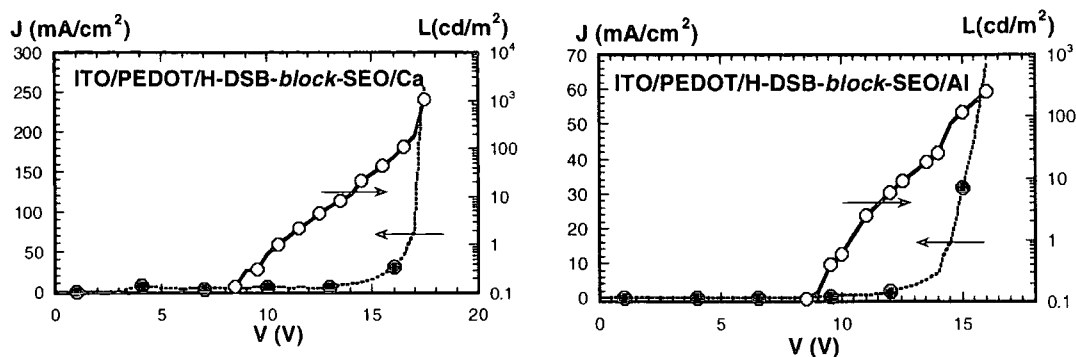 J (mA/cm²) L(cd/m²)
300 10⁴
ITO/PEDOT/H-DSB-block-SEO/Ca
250
200 1000
150 100
100 10
50 1
0 0.1
0 5 10 15 20
V (V)
J (mA/cm²) L(cd/m²)
70 10³
ITO/PEDOT/H-DSB-block-SEO/Al
60
50 100
40
30 10
20
10 1
0 0.1
0 5 10 15
V (V)